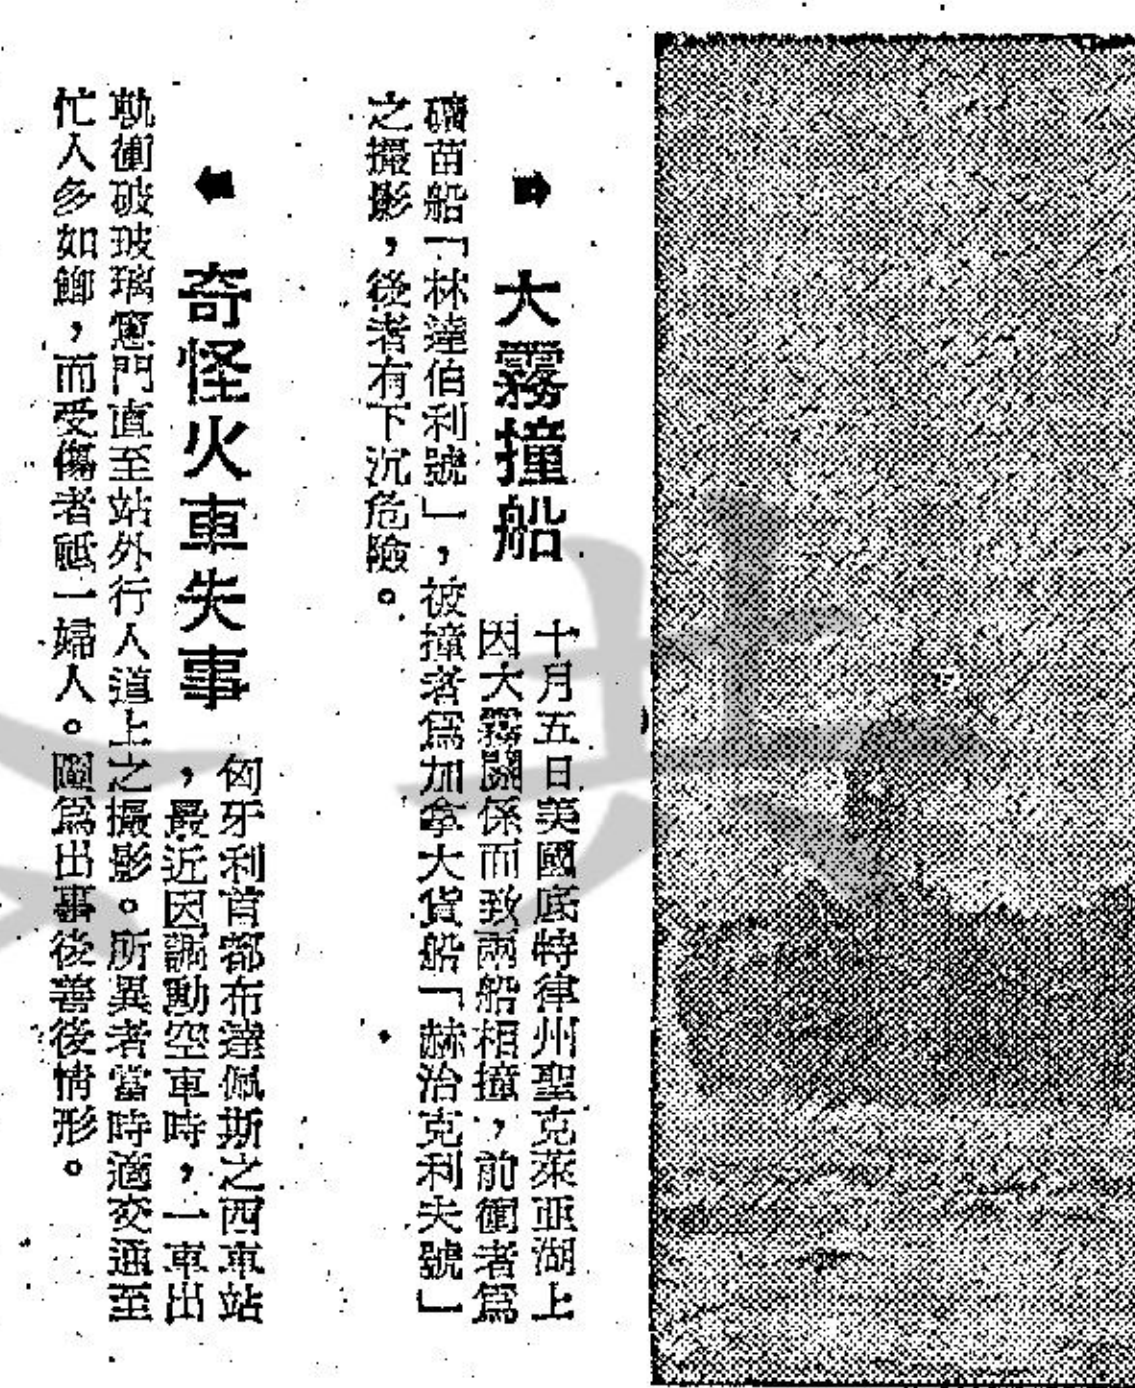 大霧撞船
十月五日美國底特律州聖克萊亞湖上
因大霧關係而致兩船相撞,前衝者爲
礦苗船「林達伯利號」,被撞者爲加拿大貨船「赫治克利夫號」
之攝影,後者有下沉危險。
奇怪火車失事
匈牙利首都布達佩斯之西車站
,最近因調動空車時,一車出
軌衝破玻璃窻門直至站外行人道上之攝影。所異者當時適交通至
忙人多如鯽,而受傷者祗一婦人。圖爲出事後善後情形。